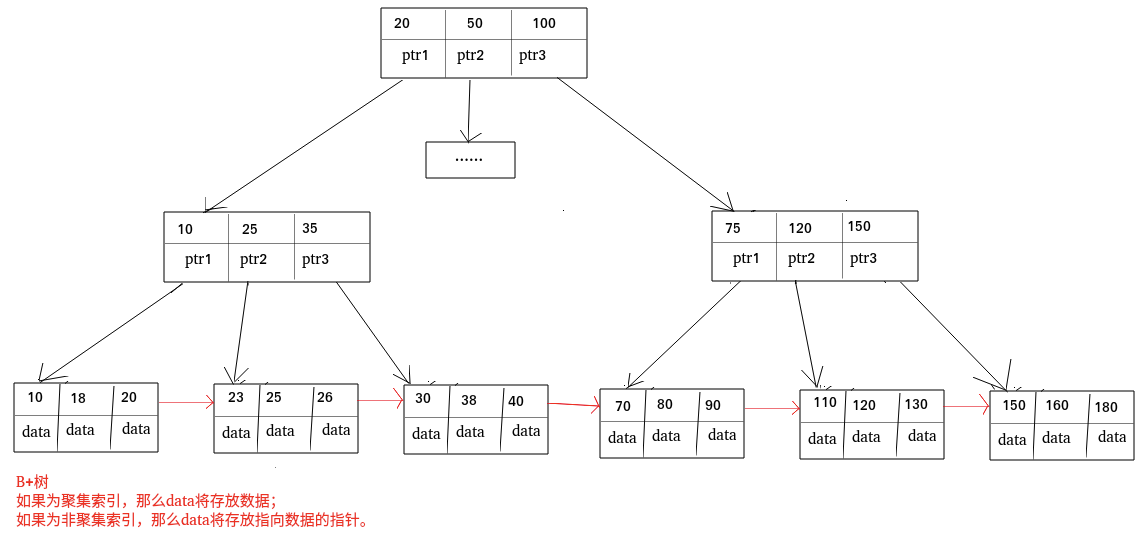 20 50 100
ptr1 ptr2 ptr3
......
10 25 35
ptr1 ptr2 ptr3
75 120 150
ptr1 ptr2 ptr3
10 18 20
data data data
23 25 26
data data data
30 38 40
data data data
70 80 90
data data data
110 120 130
data data data
150 160 180
data data data
B+树
如果为聚集索引，那么data将存放数据；
如果为非聚集索引，那么data将存放指向数据的指针。